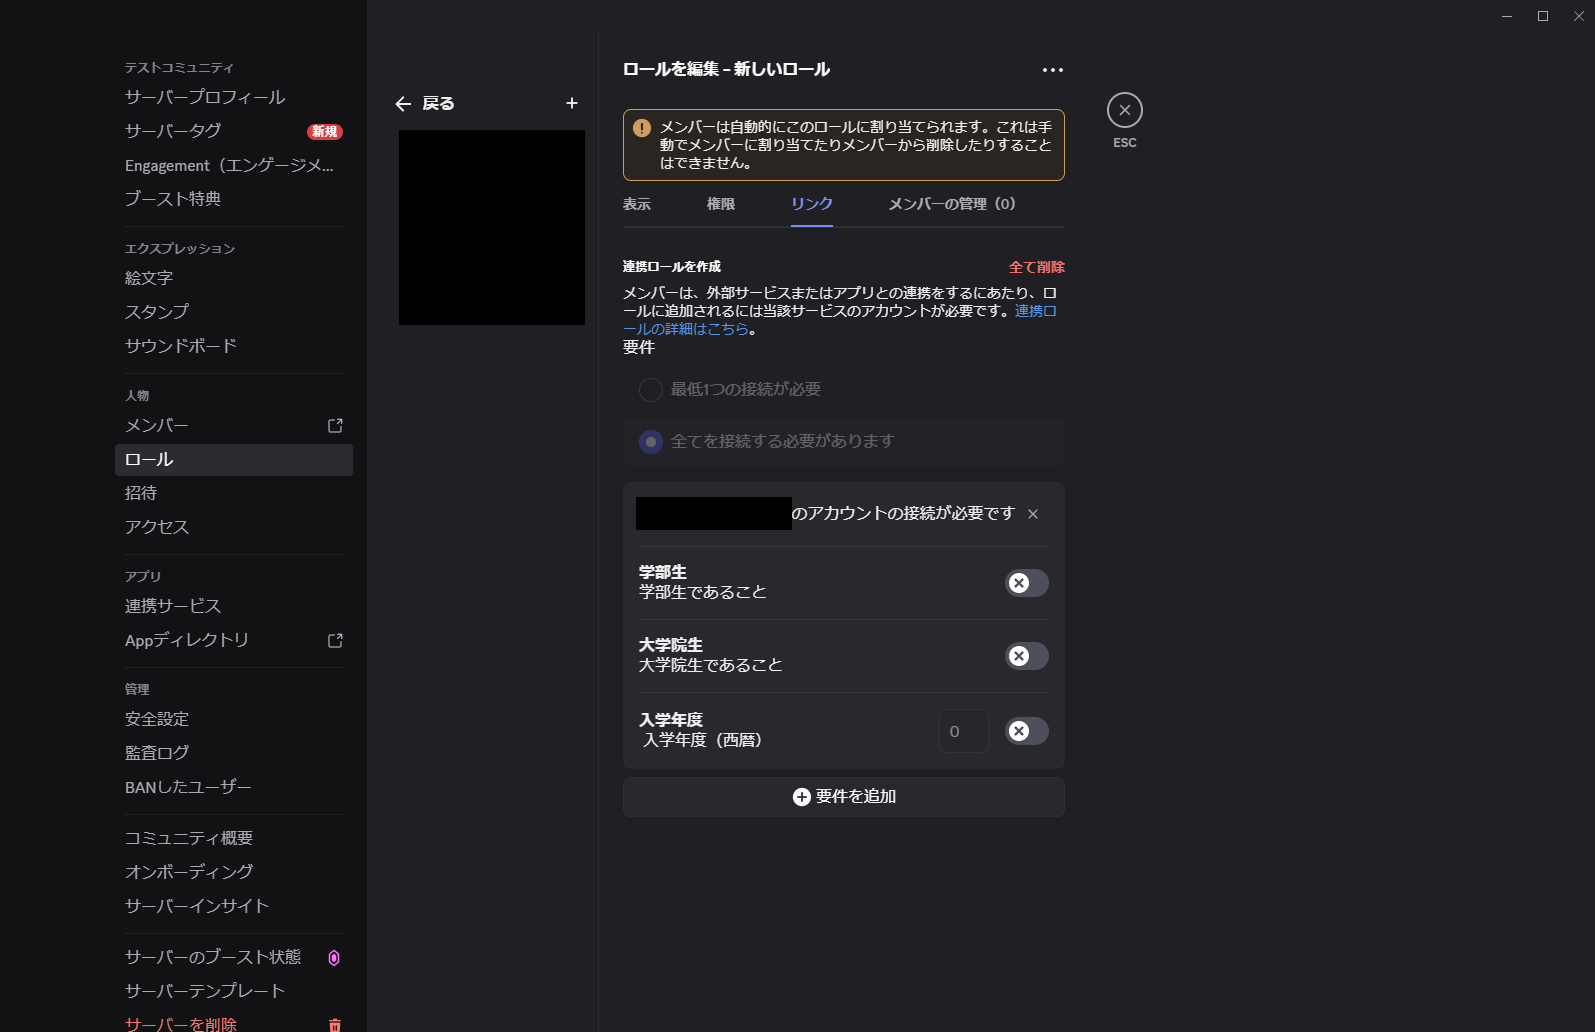 テストコミュニティ
サーバープロフィール
サーバータグ
新規
Engagement（エンゲージメ...
ブースト特典
エクスプレッション
絵文字
スタンプ
サウンドボード
人物
メンバー
ロール
招待
アクセス
アプリ
連携サービス
Appディレクトリ
管理
安全設定
監査ログ
BANしたユーザー
コミュニティ概要
オンボーディング
サーバーインサイト
サーバーのブースト状態
サーバーテンプレート
サーバーを削除
戻る
ロールを編集 – 新しいロール
メンバーは自動的にこのロールに割り当てられます。これは手
動でメンバーに割り当てたりメンバーから削除したりすること
はできません。
表示
権限
リンク
メンバーの管理（0）
連携ロールを作成
全て削除
メンバーは、外部サービスまたはアプリとの連携をするにあたり、ロ
ールに追加されるには当該サービスのアカウントが必要です。連携ロ
ールの詳細はこちら。
要件
最低1つの接続が必要
全てを接続する必要があります
のアカウントの接続が必要です
学部生
学部生であること
大学院生
大学院生であること
入学年度
入学年度（西暦）
0
要件を追加
ESC